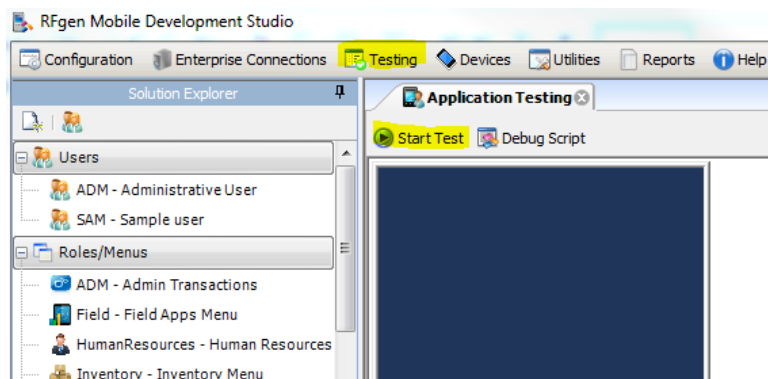 RFgen Mobile Development Studio
Configuration Enterprise Connections Testing Devices Utilities Reports Help
Solution Explorer
Application Testing
Start Test Debug Script
Users
ADM - Administrative User
SAM - Sample user
Roles/Menus
ADM - Admin Transactions
Field - Field Apps Menu
HumanResources - Human Resources
Inventory - Inventory Menu